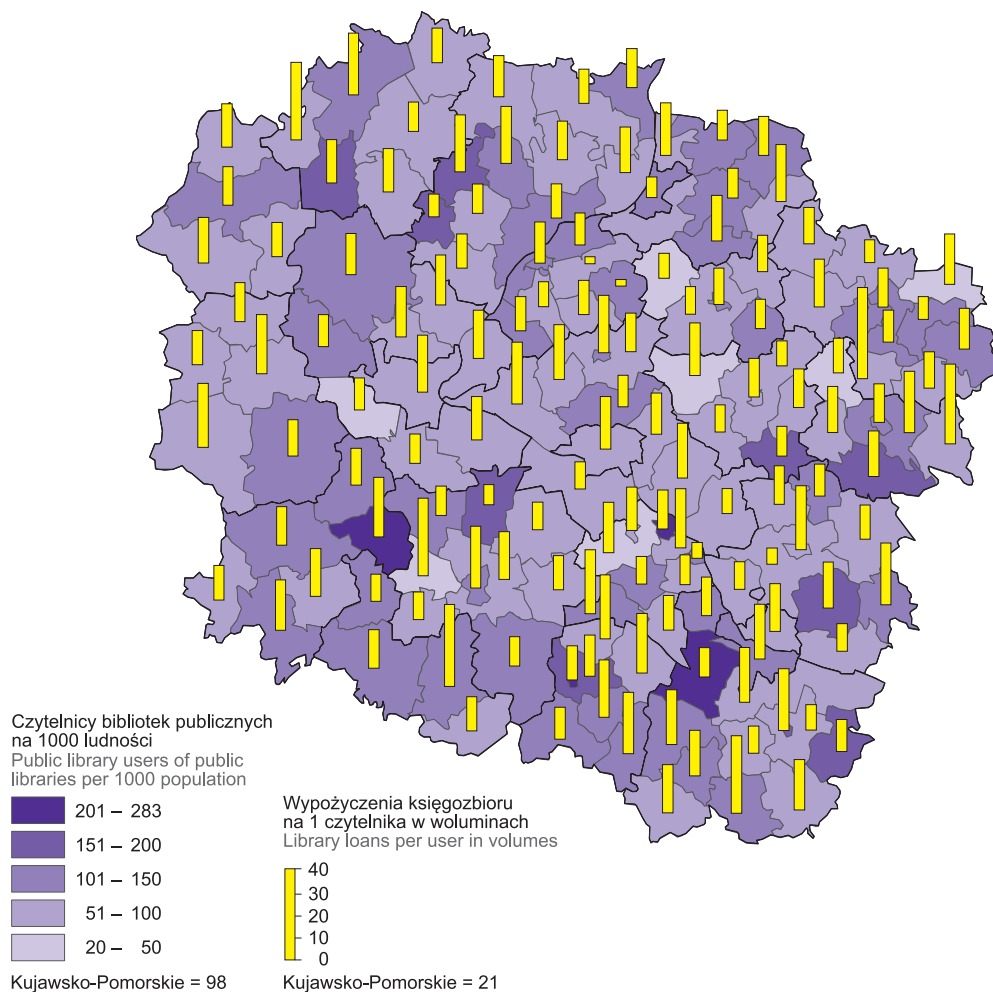 Czytelnicy bibliotek publicznych
na 1000 ludności
Public library users of public
libraries per 1000 population
201 – 283
151 – 200
101 – 150
51 – 100
20 – 50
Kujawsko-Pomorskie = 98
Wypożyczenia księgozbioru
na 1 czytelnika w woluminach
Library loans per user in volumes
40
30
20
10
0
Kujawsko-Pomorskie = 21